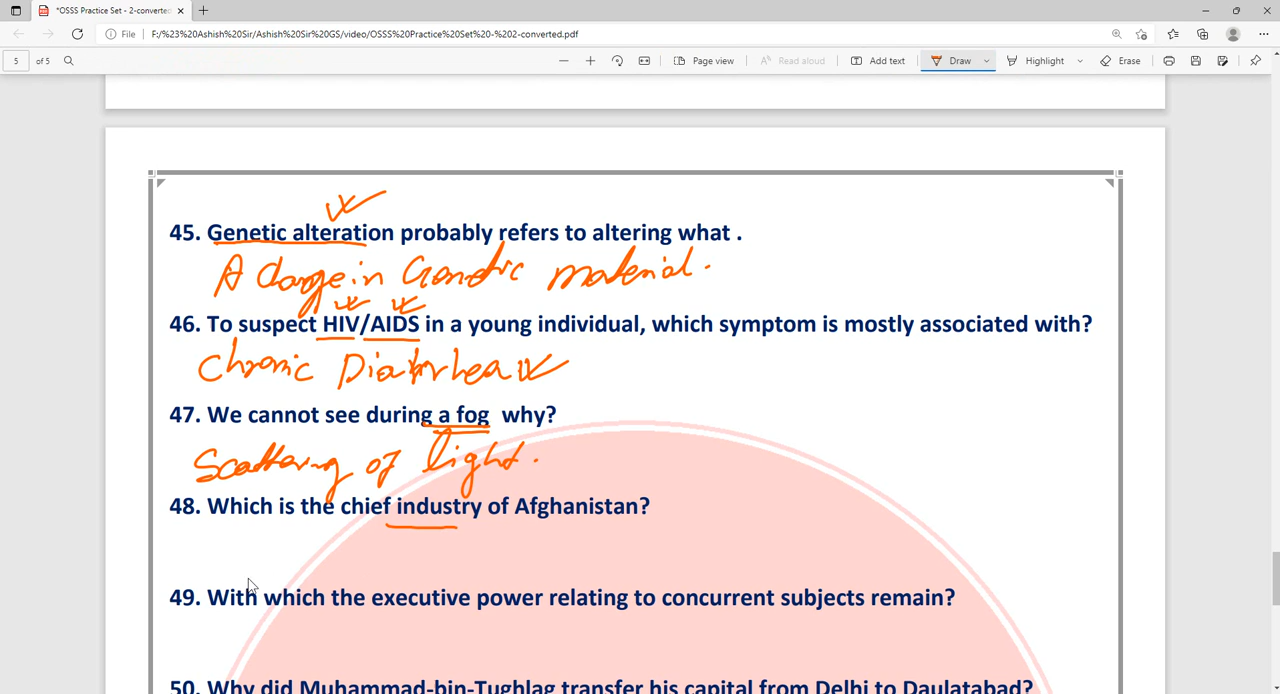 *OSSS Practice Set - 2-converted
File F:/%23%20Ashish%20Sir/Ashish%20Sir%20GS/video/OSSS%20Practice%20Set%20-%202-converted.pdf
5 of 5 Page view Read aloud Add text Draw Highlight Erase
45. Genetic alteration probably refers to altering what .
A change in Genetic material.
46. To suspect HIV/AIDS in a young individual, which symptom is mostly associated with?
Chronic Diarrhea
47. We cannot see during a fog why?
Scattering of light.
48. Which is the chief industry of Afghanistan?
49. With which the executive power relating to concurrent subjects remain?
50. Why did Muhammad-bin-Tughlag transfer his capital from Delhi to Daulatabad?